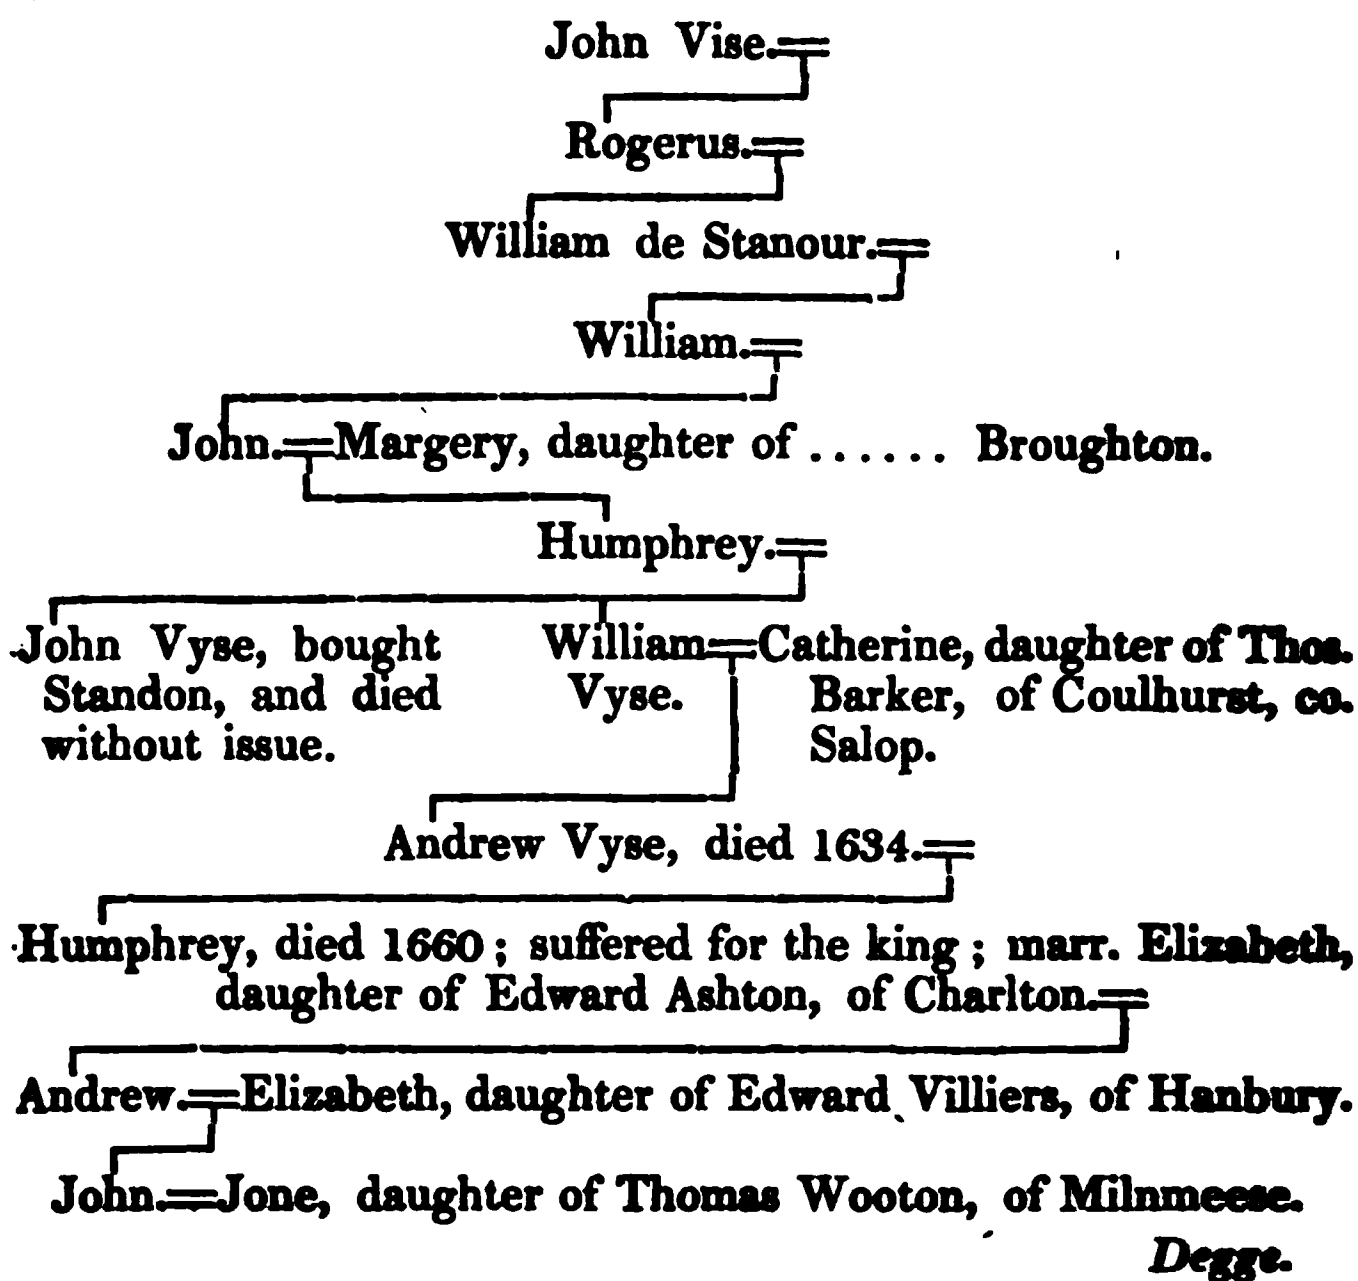 John Vise.
Rogerus.
William de Stanour.
William.
John.=Margery, daughter of ...... Broughton.
Humphrey.
John Vyse, bought
Standon, and died
without issue.
William=Catherine, daughter of Thos.
Vyse. Barker, of Coulhurst, co.
Salop.
Andrew Vyse, died 1634.
Humphrey, died 1660; suffered for the king; marr. Elizabeth,
daughter of Edward Ashton, of Charlton.
Andrew.=Elizabeth, daughter of Edward Villiers, of Hanbury.
John.=Jone, daughter of Thomas Wooton, of Milnmeese.
Degge.